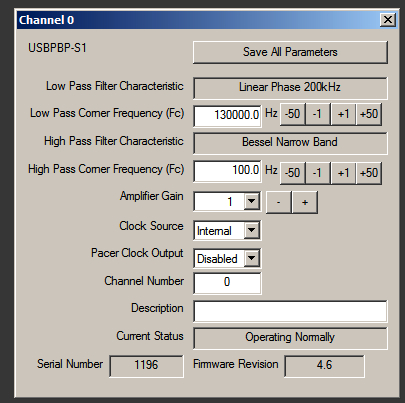 Channel 0
USBPBP-S1 Save All Parameters
Low Pass Filter Characteristic Linear Phase 200kHz
Low Pass Corner Frequency (Fc) 130000.0 Hz -50 -1 +1 +50
High Pass Filter Characteristic Bessel Narrow Band
High Pass Corner Frequency (Fc) 100.0 Hz -50 -1 +1 +50
Amplifier Gain 1 - +
Clock Source Internal
Pacer Clock Output Disabled
Channel Number 0
Description
Current Status Operating Normally
Serial Number 1196 Firmware Revision 4.6